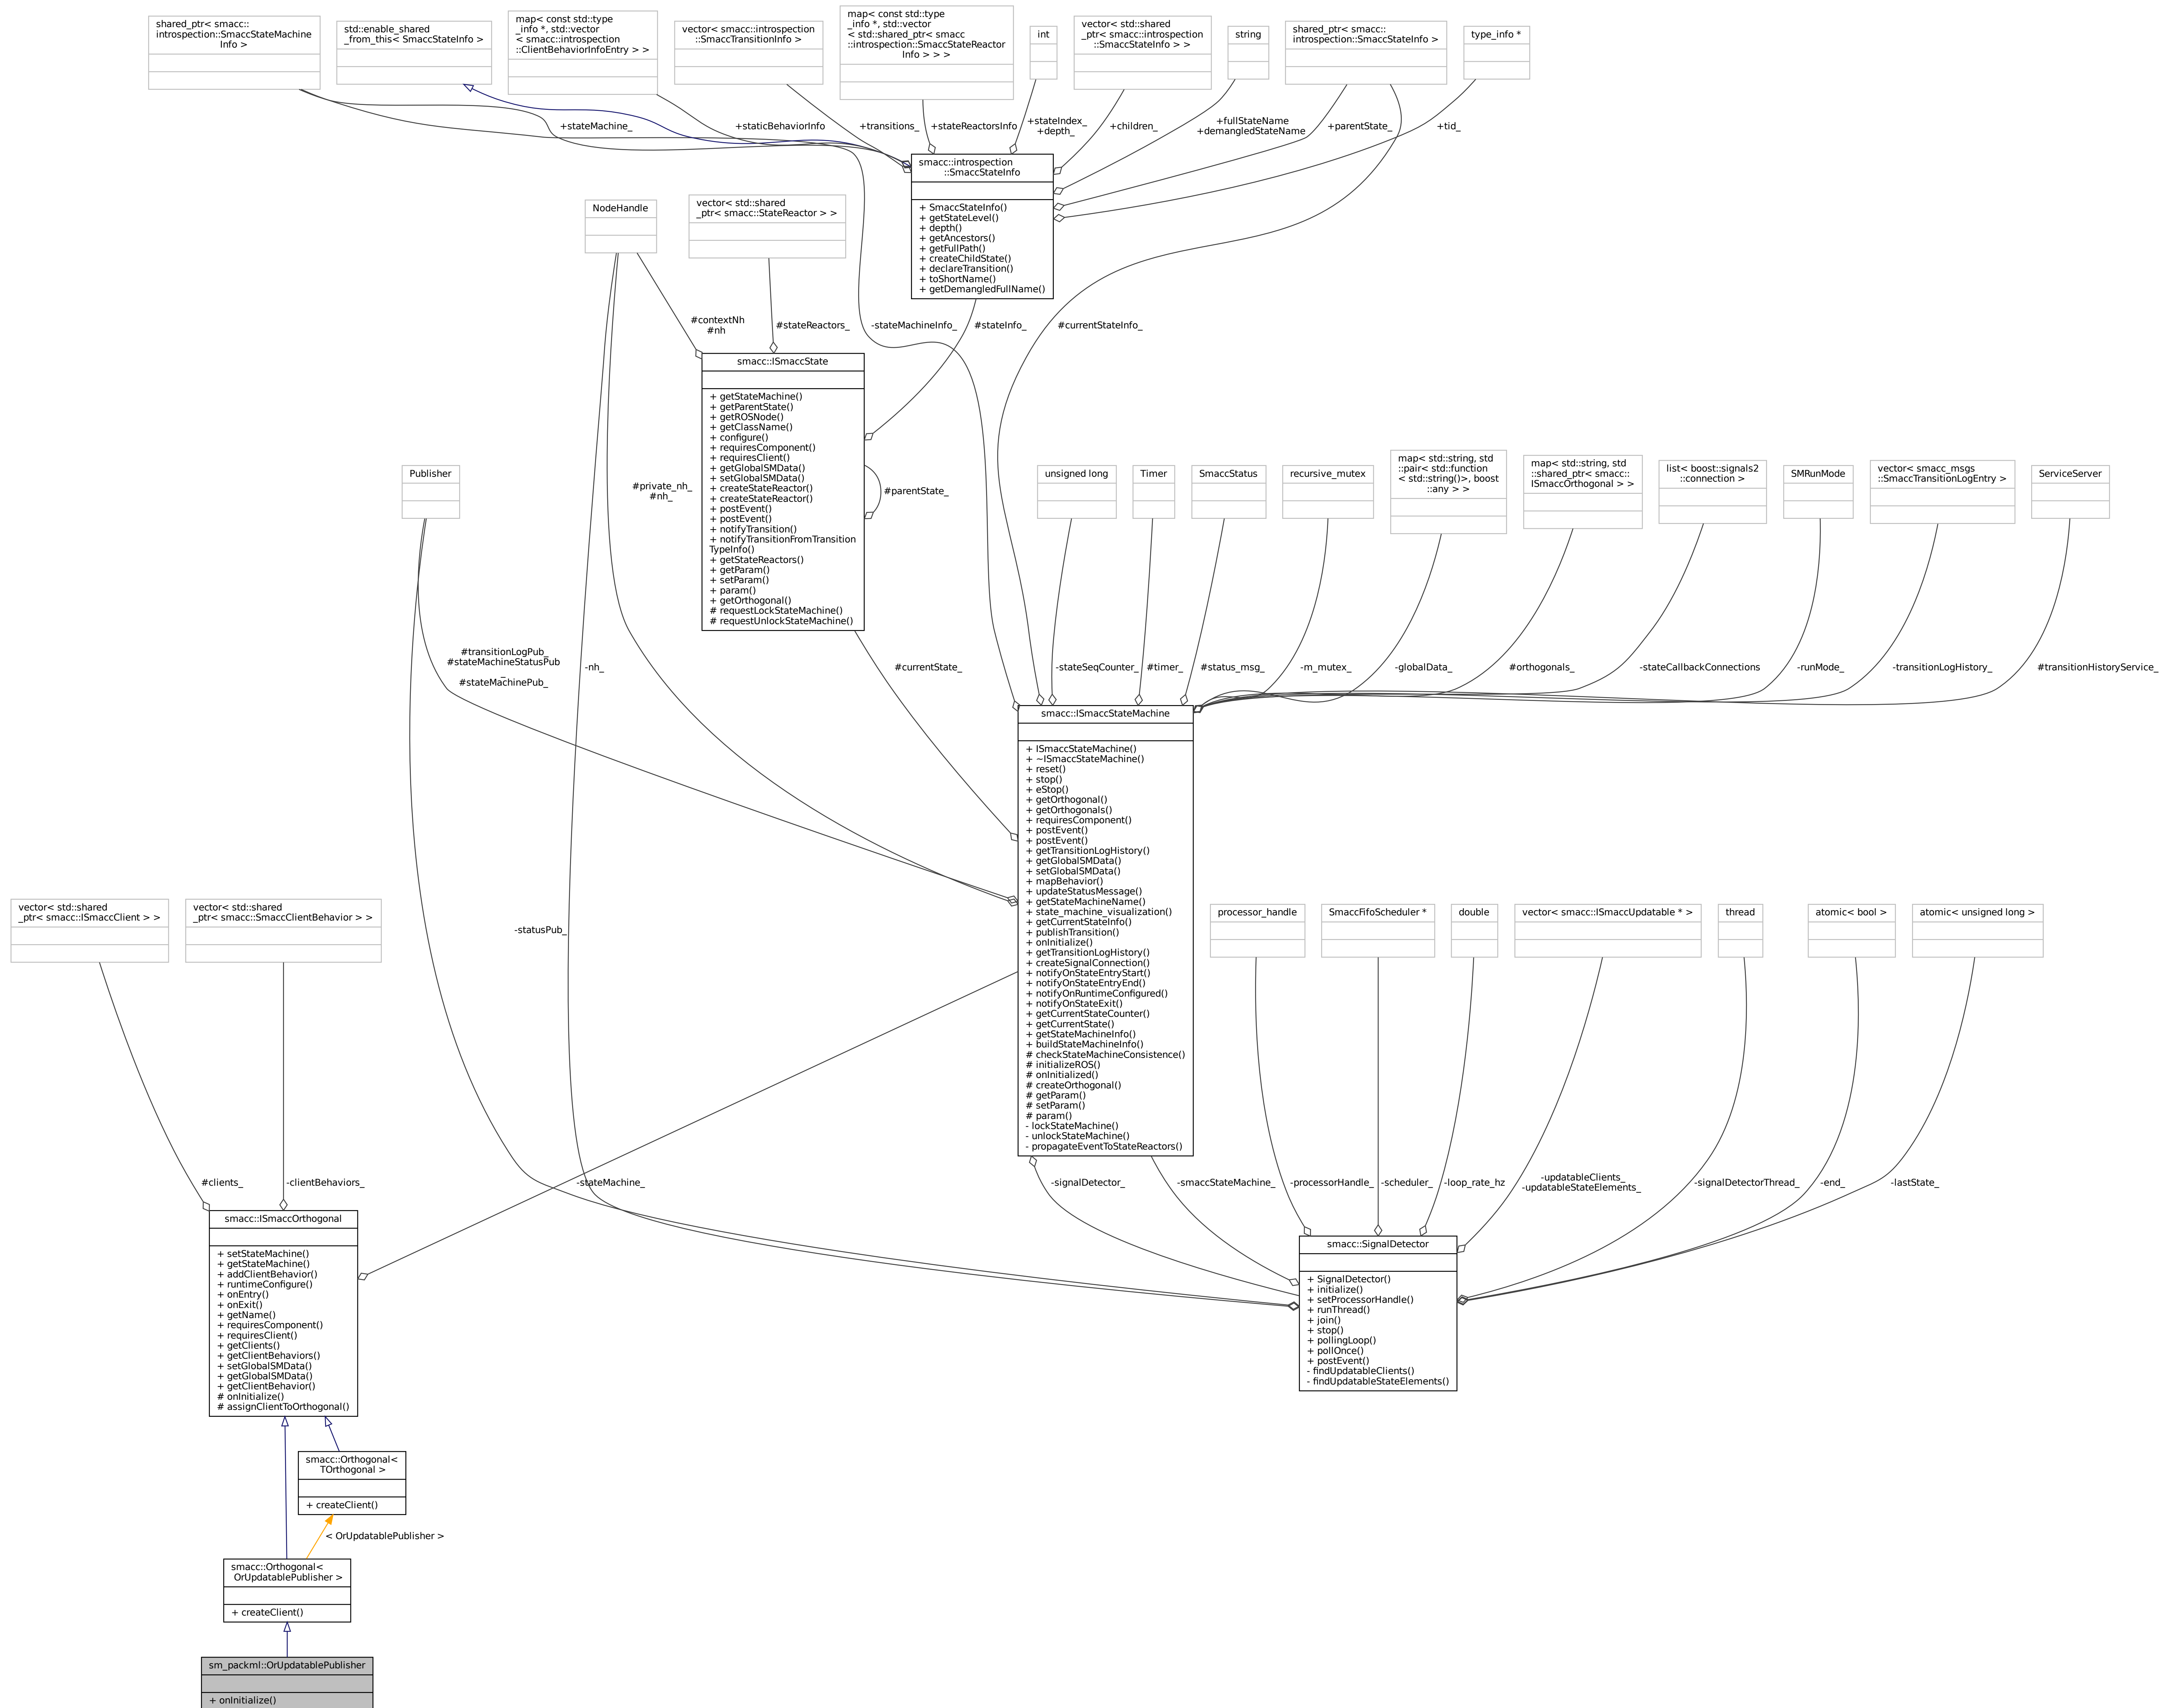 shared_ptr< smacc::
introspection::SmaccStateMachine
Info >
std::enable_shared
_from_this< SmaccStateInfo >
map< const std::type
_info *, std::vector
< smacc::introspection
::ClientBehaviorInfoEntry > >
vector< smacc::introspection
::SmaccTransitionInfo >
map< const std::type
_info *, std::vector
< std::shared_ptr< smacc
::introspection::SmaccStateReactor
Info > > >
int
vector< std::shared
_ptr< smacc::introspection
::SmaccStateInfo > >
string
shared_ptr< smacc::
introspection::SmaccStateInfo >
type_info *
+stateMachine_
+staticBehaviorInfo
+transitions_
+stateReactorsInfo
+stateIndex_
+depth_
+children_
+fullStateName
+demangledStateName
+parentState_
+tid_
smacc::introspection
::SmaccStateInfo
+ SmaccStateInfo()
+ getStateLevel()
+ depth()
+ getAncestors()
+ getFullPath()
+ createChildState()
+ declareTransition()
+ toShortName()
+ getDemangledFullName()
NodeHandle
vector< std::shared
_ptr< smacc::StateReactor > >
#contextNh
#nh
#stateReactors_
-stateMachineInfo_
#stateInfo_
#currentStateInfo_
smacc::ISmaccState
+ getStateMachine()
+ getParentState()
+ getROSNode()
+ getClassName()
+ configure()
+ requiresComponent()
+ requiresClient()
+ getGlobalSMData()
+ setGlobalSMData()
+ createStateReactor()
+ createStateReactor()
+ postEvent()
+ postEvent()
+ notifyTransition()
+ notifyTransitionFromTransition
TypeInfo()
+ getStateReactors()
+ getParam()
+ setParam()
+ param()
+ getOrthogonal()
# requestLockStateMachine()
# requestUnlockStateMachine()
#parentState_
Publisher
#private_nh_
#nh_
unsigned long
Timer
SmaccStatus
recursive_mutex
map< std::string, std
::pair< std::function
< std::string()>, boost
::any > >
map< std::string, std
::shared_ptr< smacc::
ISmaccOrthogonal > >
list< boost::signals2
::connection >
SMRunMode
vector< smacc_msgs
::SmaccTransitionLogEntry >
ServiceServer
#transitionLogPub_
#stateMachineStatusPub
_
#stateMachinePub_
-nh_
#currentState_
-stateSeqCounter_
#timer_
#status_msg_
-m_mutex_
-globalData_
#orthogonals_
-stateCallbackConnections
-runMode_
-transitionLogHistory_
#transitionHistoryService_
smacc::ISmaccStateMachine
+ ISmaccStateMachine()
+ ~ISmaccStateMachine()
+ reset()
+ stop()
+ eStop()
+ getOrthogonal()
+ getOrthogonals()
+ requiresComponent()
+ postEvent()
+ postEvent()
+ getTransitionLogHistory()
+ getGlobalSMData()
+ setGlobalSMData()
+ mapBehavior()
+ updateStatusMessage()
+ getStateMachineName()
+ state_machine_visualization()
+ getCurrentStateInfo()
+ publishTransition()
+ onInitialize()
+ getTransitionLogHistory()
+ createSignalConnection()
+ notifyOnStateEntryStart()
+ notifyOnStateEntryEnd()
+ notifyOnRuntimeConfigured()
+ notifyOnStateExit()
+ getCurrentStateCounter()
+ getCurrentState()
+ getStateMachineInfo()
+ buildStateMachineInfo()
# checkStateMachineConsistence()
# initializeROS()
# onInitialized()
# createOrthogonal()
# getParam()
# setParam()
# param()
- lockStateMachine()
- unlockStateMachine()
- propagateEventToStateReactors()
vector< std::shared
_ptr< smacc::ISmaccClient > >
vector< std::shared
_ptr< smacc::SmaccClientBehavior > >
-statusPub_
processor_handle
SmaccFifoScheduler *
double
vector< smacc::ISmaccUpdatable * >
thread
atomic< bool >
atomic< unsigned long >
#clients_
-clientBehaviors_
-stateMachine_
-signalDetector_
-smaccStateMachine_
-processorHandle_
-scheduler_
-loop_rate_hz
-updatableClients_
-updatableStateElements_
-signalDetectorThread_
-end_
-lastState_
smacc::ISmaccOrthogonal
+ setStateMachine()
+ getStateMachine()
+ addClientBehavior()
+ runtimeConfigure()
+ onEntry()
+ onExit()
+ getName()
+ requiresComponent()
+ requiresClient()
+ getClients()
+ getClientBehaviors()
+ setGlobalSMData()
+ getGlobalSMData()
+ getClientBehavior()
# onInitialize()
# assignClientToOrthogonal()
smacc::SignalDetector
+ SignalDetector()
+ initialize()
+ setProcessorHandle()
+ runThread()
+ join()
+ stop()
+ pollingLoop()
+ pollOnce()
+ postEvent()
- findUpdatableClients()
- findUpdatableStateElements()
smacc::Orthogonal<
TOrthogonal >
+ createClient()
< OrUpdatablePublisher >
smacc::Orthogonal<
OrUpdatablePublisher >
+ createClient()
sm_packml::OrUpdatablePublisher
+ onInitialize()